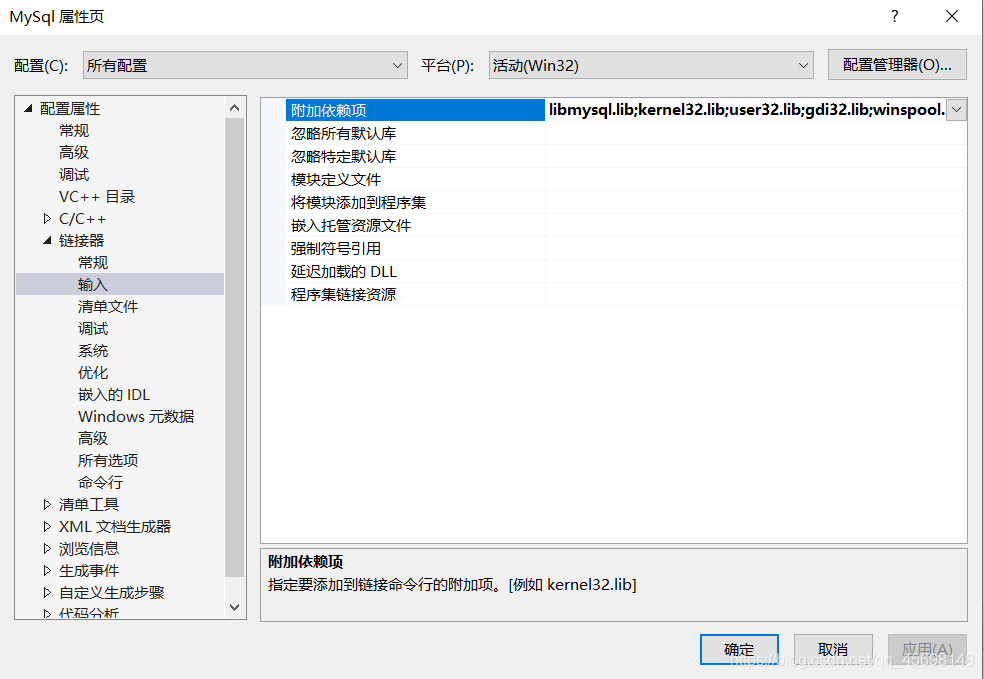 MySql 属性页
?
配置(C):
所有配置
平台(P):
活动(Win32)
配置管理器(O)...
配置属性
常规
高级
调试
VC++ 目录
C/C++
链接器
常规
输入
清单文件
调试
系统
优化
嵌入的 IDL
Windows 元数据
高级
所有选项
命令行
清单工具
XML 文档生成器
浏览信息
生成事件
自定义生成步骤
代码分析
附加依赖项 libmysql.lib;kernel32.lib;user32.lib;gdi32.lib;winspool.
忽略所有默认库
忽略特定默认库
模块定义文件
将模块添加到程序集
嵌入托管资源文件
强制符号引用
延迟加载的 DLL
程序集链接资源
附加依赖项
指定要添加到链接命令行的附加项。[例如 kernel32.lib]
确定
取消
应用(A)
https://blog.csdn.net/qq_45698148